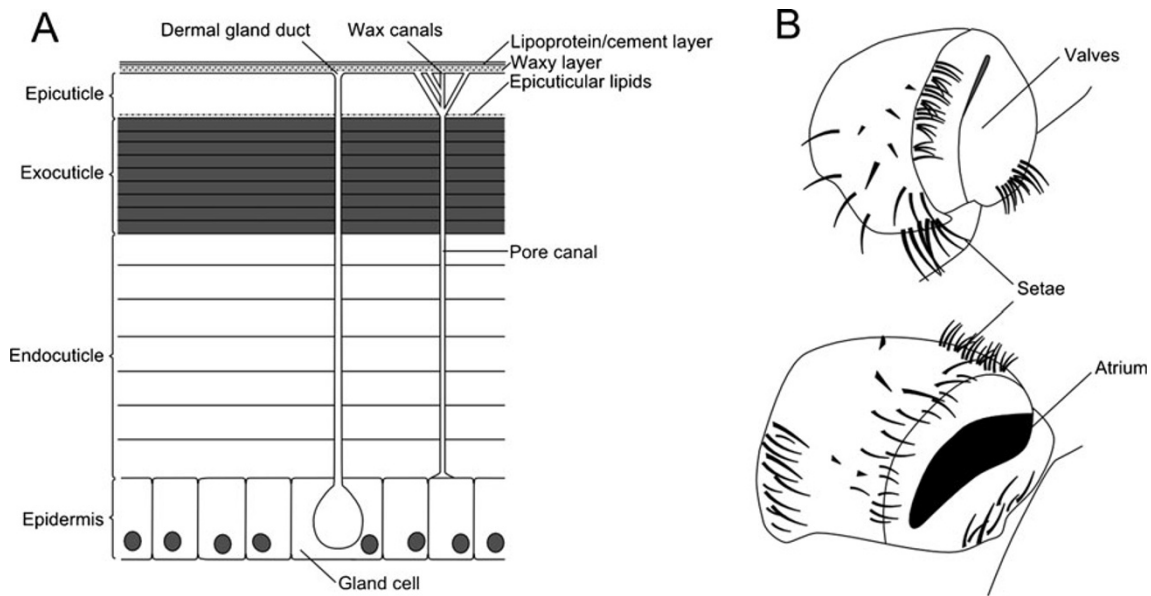 A
Dermal gland duct
Wax canals
Lipoprotein/cement layer
Waxy layer
Epicuticular lipids
Epicuticle
Exocuticle
Pore canal
Endocuticle
Epidermis
Gland cell
B
Valves
Setae
Atrium